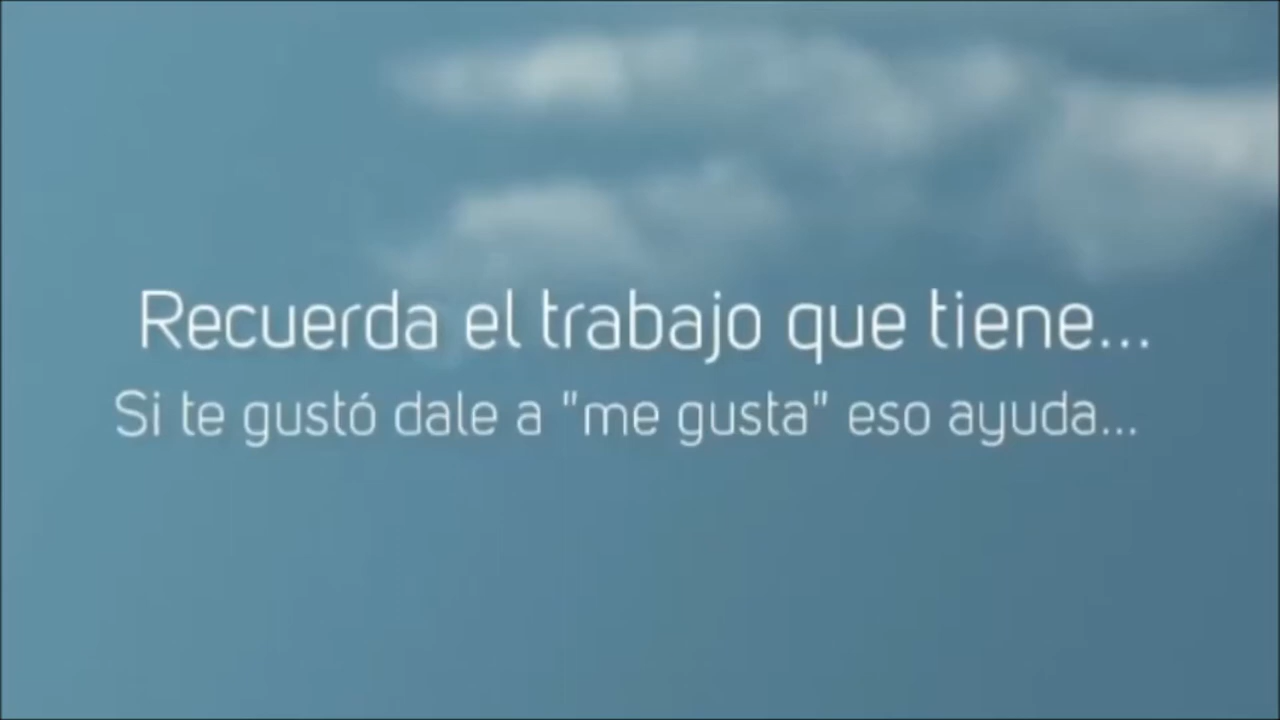 Recuerda el trabajo que tiene...
Si te gustó dale a "me gusta" eso ayuda...